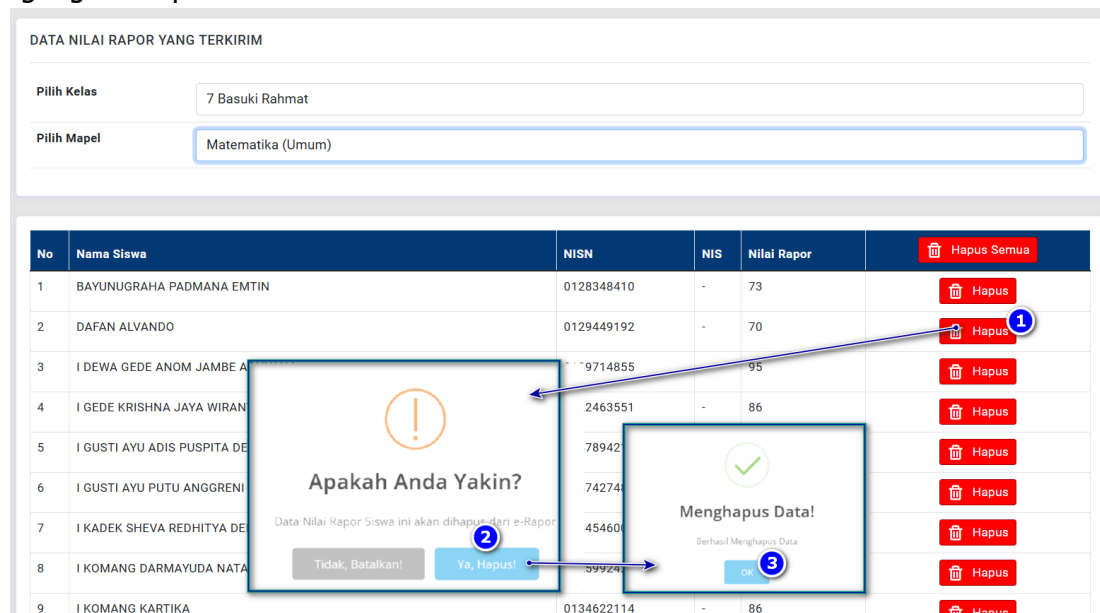 DATA NILAI RAPOR YANG TERKIRIM
Pilih Kelas 7 Basuki Rahmat
Pilih Mapel Matematika (Umum)
No Nama Siswa NISN NIS Nilai Rapor Hapus Semua
1 BAYUNUGRAHA PADMANA EMTIN 0128348410 - 73 Hapus
2 DAFAN ALVANDO 0129449192 - 70 Hapus 1
3 I DEWA GEDE ANOM JAMBE 9714855 95 Hapus
4 I GEDE KRISHNA JAYA 2463551 - 86 Hapus
5 I GUSTI AYU ADIS PUSPITA Hapus
6 I GUSTI AYU PUTU ANGGRENI Hapus
7 I KADEK SHEVA REDHITYA Hapus
8 I KOMANG DARMAYUDA NATA Hapus
9 I KOMANG KARTIKA 0134622114 - 86 Hapus
Apakah Anda Yakin?
Data Nilai Rapor Siswa ini akan dihapus dari e-Rapor
2
Tidak, Batalkan! Ya, Hapus!
Menghapus Data!
Berhasil Menghapus Data
OK 3